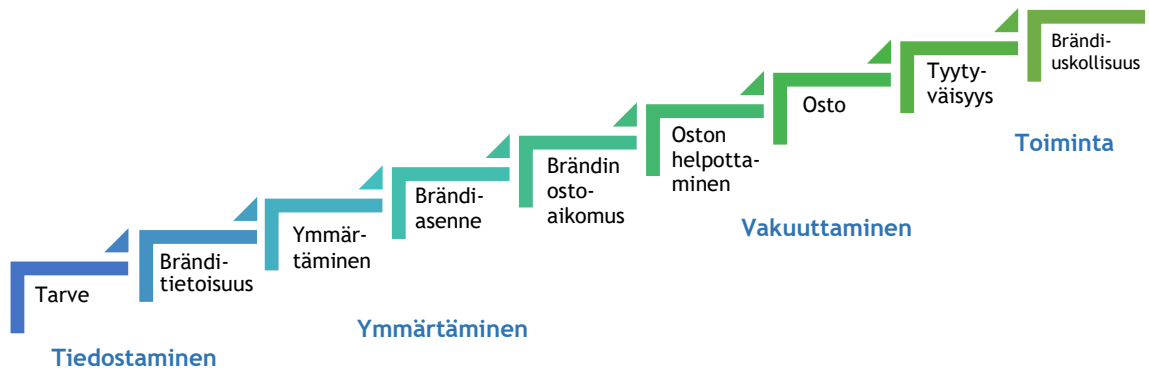 Tarve
Brändi-
tietoisuus
Ymmär-
täminen
Brändi-
asenne
Brändin
osto-
aikomus
Oston
helpotta-
minen
Osto
Tyyty-
väisyys
Brändi-
uskollisuus
Tiedostaminen
Ymmärtäminen
Vakuuttaminen
Toiminta